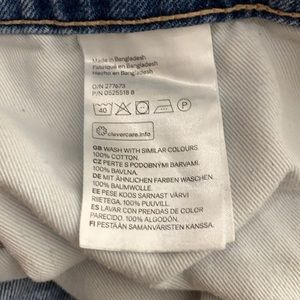 Made in Bangladesh
Fabriqué en Bangladesh
Hecho en Bangladesh
O/N 277673
P/N 0525518 8
40 P
clevercare.info
GB WASH WITH SIMILAR COLOURS.
100% COTTON.
CZ PERTE S PODOBNÝMI BARVAMI.
100% BAVLNA.
DE MIT ÄHNLICHEN FARBEN WASCHEN.
100% BAUMWOLLE.
EE PESE KOOS SARNAST VÄRVI
RIIETEGA. 100% PUUVILL.
ES LAVAR CON PRENDAS DE COLOR
PARECIDO. 100% ALGODÓN.
FI PESTÄÄN SAMANVÄRISTEN KANSSA.